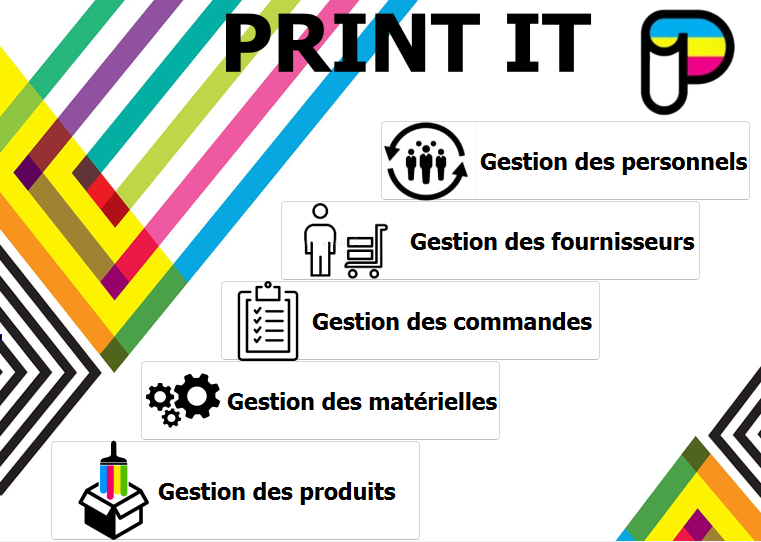 PRINT IT
Gestion des personnels
Gestion des fournisseurs
Gestion des commandes
Gestion des matérielles
Gestion des produits